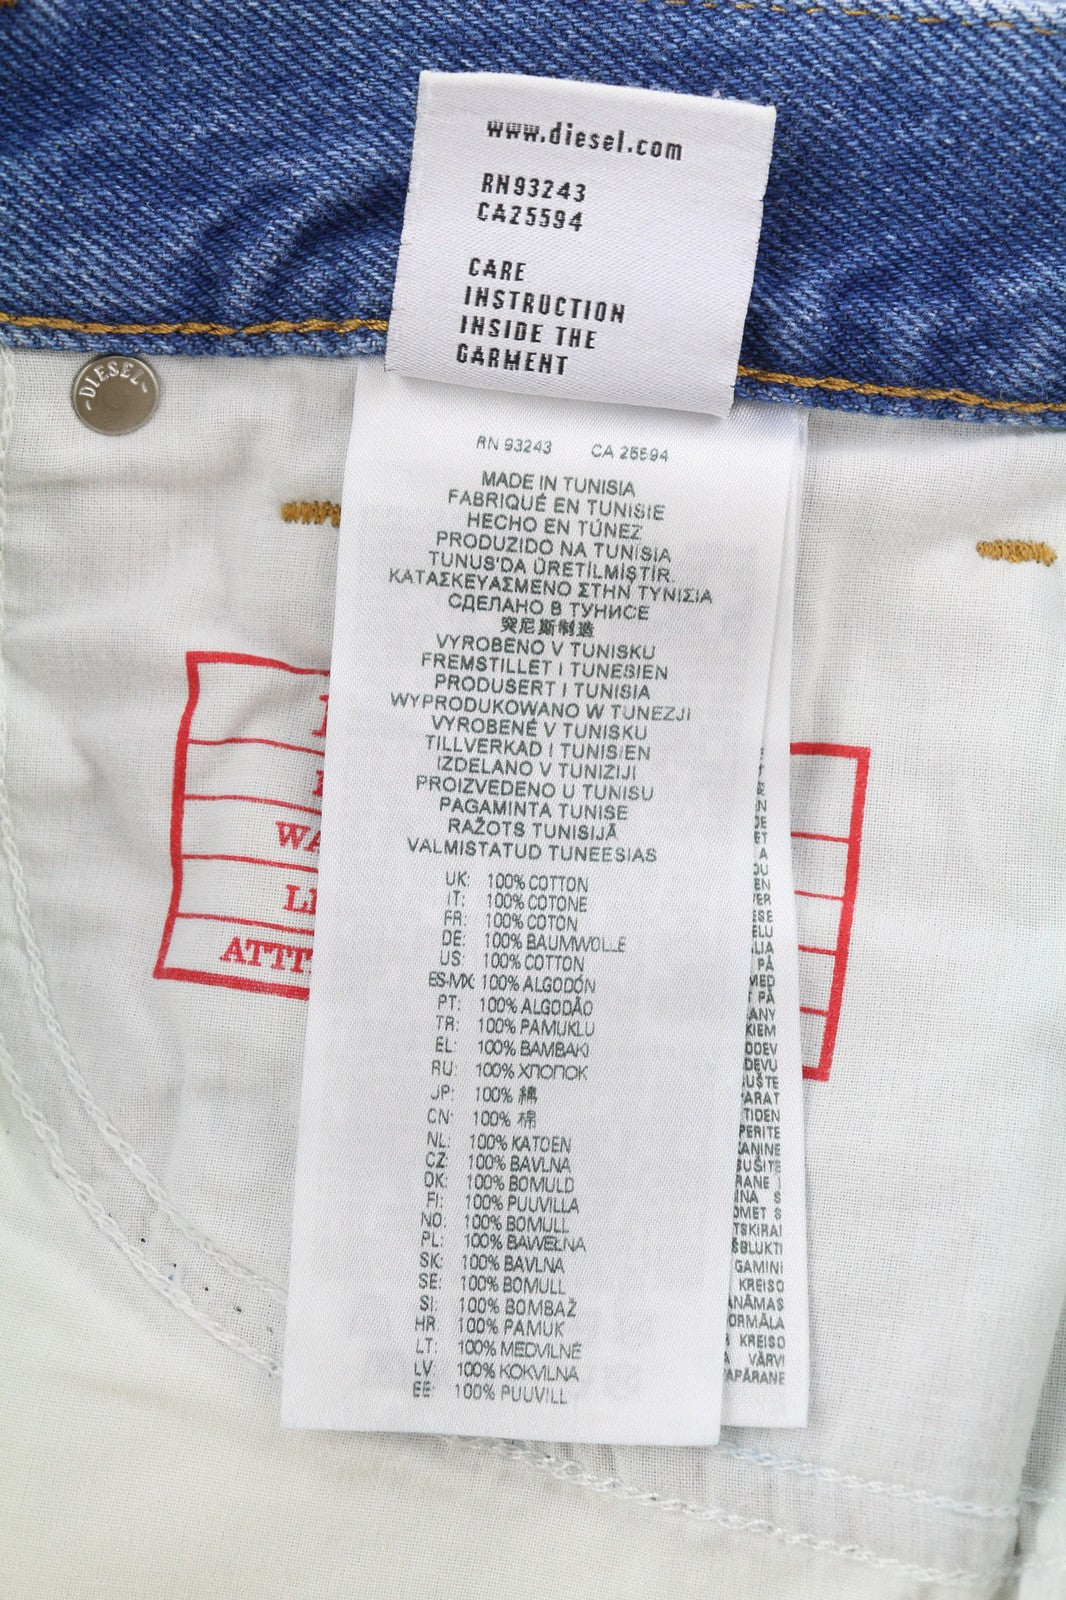 www.diesel.com
RN93243
CA25594
CARE
INSTRUCTION
INSIDE THE
GARMENT
-DIESEL-
RN 93243 CA 25594
MADE IN TUNISIA
FABRIQUÉ EN TUNISIE
HECHO EN TÚNEZ
PRODUZIDO NA TUNISIA
TUNUS'DA ÜRETILMIŞTIR.
ΚΑΤΑΣΚΕΥΑΣΜΕΝΟ ΣΤΗΝ ΤΥΝΙΣΙΑ
СДЕЛАНО В ТУНИСЕ
突尼斯制造
VYROBENO V TUNISKU
FREMSTILLET I TUNESIEN
PRODUSERT I TUNISIA
WYPRODUKOWANO W TUNEZJI
VYROBENÉ V TUNISKU
TILLVERKAD I TUNISIEN
IZDELANO V TUNIZIJI
PROIZVEDENO U TUNISU
PAGAMINTA TUNISE
RAŽOTS TUNISIJĀ
VALMISTATUD TUNEESIAS
UK: 100% COTTON
IT: 100% COTONE
FR: 100% COTON
DE: 100% BAUMWOLLE
US: 100% COTTON
ES-MX: 100% ALGODÓN
PT: 100% ALGODÃO
TR: 100% PAMUKLU
EL: 100% BAMBAKI
RU: 100% ХЛОПОК
JP: 100% 綿
CN: 100% 棉
NL: 100% KATOEN
CZ: 100% BAVLNA
DK: 100% BOMULD
FI: 100% PUUVILLA
NO: 100% BOMULL
PL: 100% BAWEŁNA
SK: 100% BAVLNA
SE: 100% BOMULL
SI: 100% BOMBAŽ
HR: 100% PAMUK
LT: 100% MEDVILNĖ
LV: 100% KOKVILNA
EE: 100% PUUVILL
WA
ATTIT